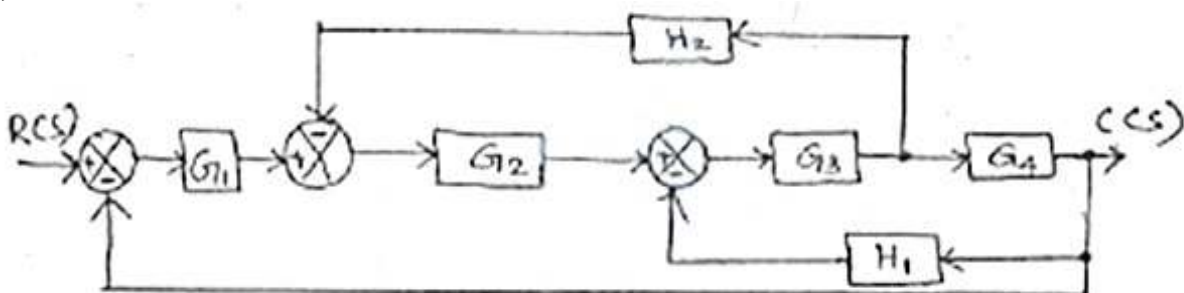 H2
R(S)
+
-
G1
+
-
G2
+
-
G3
G4
C(S)
H1